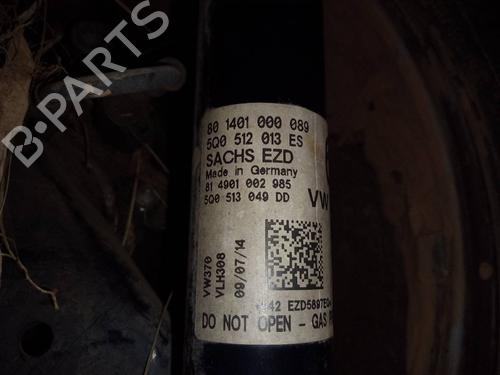 80 1401 000 089
5Q0 512 013 ES
SACHS EZD
Made in Germany
81 4901 002 985
5Q0 513 049 DD
VW
VW370
VLH308
09/07/14
DO NOT OPEN - GAS
B-PARTS